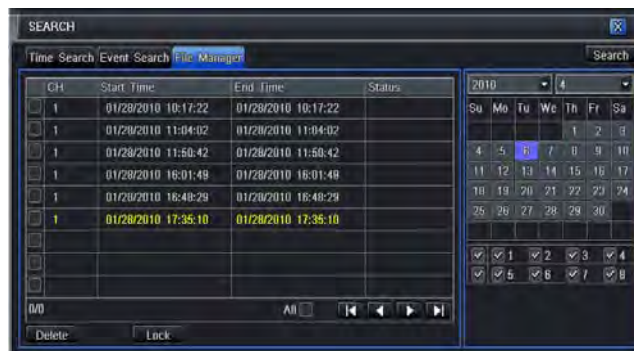 SEARCH
Time Search Event Search File Manager Search
CH Start Time End Time Status
1 01/28/2010 10:17:22 01/28/2010 10:17:22
1 01/28/2010 11:04:02 01/28/2010 11:04:02
1 01/28/2010 11:50:42 01/28/2010 11:50:42
1 01/28/2010 16:01:49 01/28/2010 16:01:49
1 01/28/2010 16:48:29 01/28/2010 16:48:29
1 01/28/2010 17:35:10 01/28/2010 17:35:10
0/0 All
Delete Lock
2010 4
Su Mo Tu We Th Fr Sa
1 2 3
4 5 6 7 8 9 10
11 12 13 14 15 16 17
18 19 20 21 22 23 24
25 26 27 28 29 30
1 2 3 4
5 6 7 8